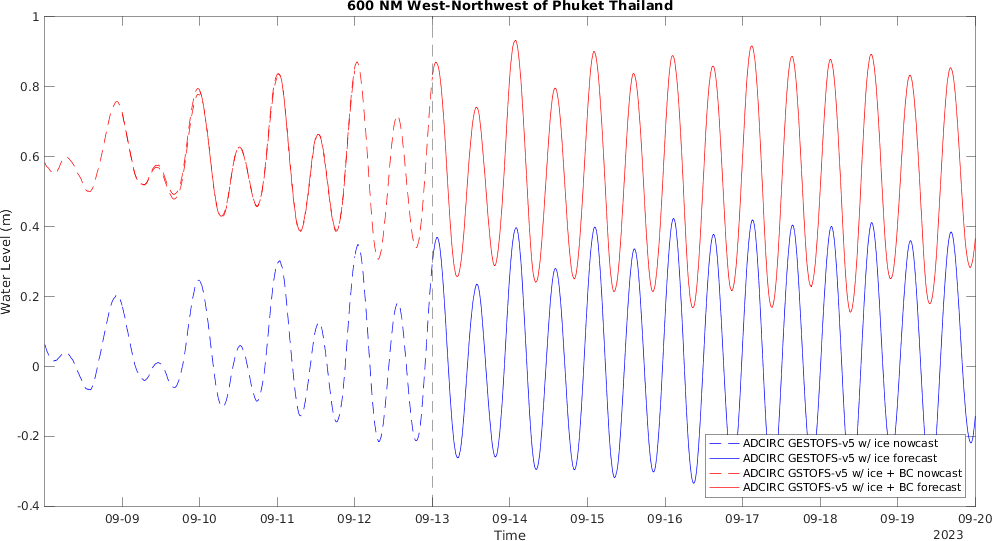 600 NM West-Northwest of Phuket Thailand
1
0.8
0.6
0.4
0.2
0
-0.2
-0.4
Water Level (m)
ADCIRC GESTOFS-v5 w/ ice nowcast
ADCIRC GESTOFS-v5 w/ ice forecast
ADCIRC GSTOFS-v5 w/ ice + BC nowcast
ADCIRC GSTOFS-v5 w/ ice + BC forecast
09-09 09-10 09-11 09-12 09-13 09-14 09-15 09-16 09-17 09-18 09-19 09-20
Time
2023